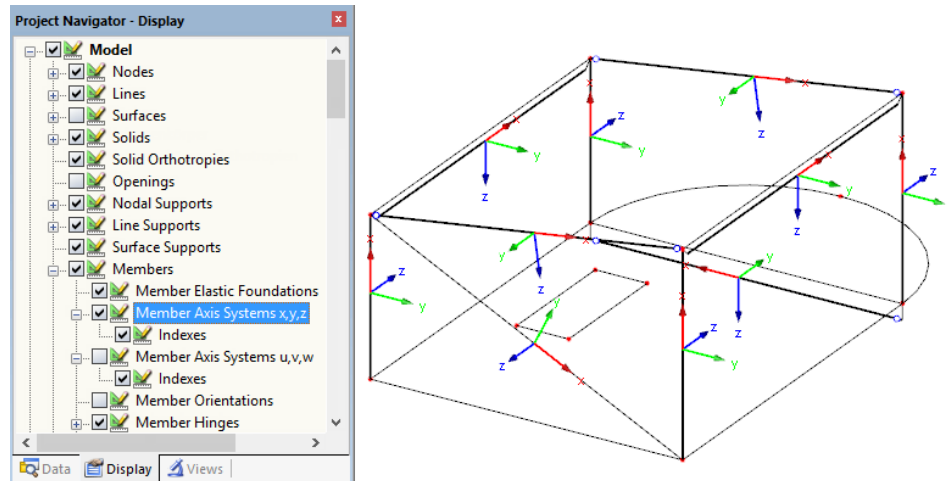 Project Navigator - Display
x
Model
Nodes
Lines
Surfaces
Solids
Solid Orthotropies
Openings
Nodal Supports
Line Supports
Surface Supports
Members
Member Elastic Foundations
Member Axis Systems x,y,z
Indexes
Member Axis Systems u,v,w
Indexes
Member Orientations
Member Hinges
Data
Display
Views
x
y
z
x
y
z
x
y
z
x
y
z
x
y
z
x
z
x
y
z
x
y
z
x
y
z
x
y
z
x
y
z